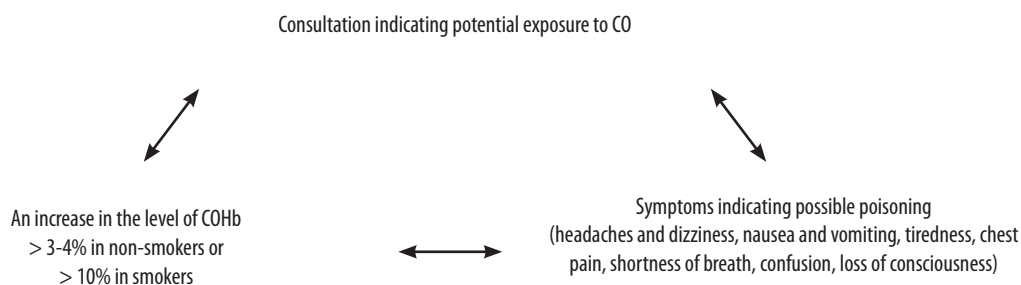 Consultation indicating potential exposure to CO
An increase in the level of COHb
> 3-4% in non-smokers or
> 10% in smokers
Symptoms indicating possible poisoning
(headaches and dizziness, nausea and vomiting, tiredness, chest
pain, shortness of breath, confusion, loss of consciousness)